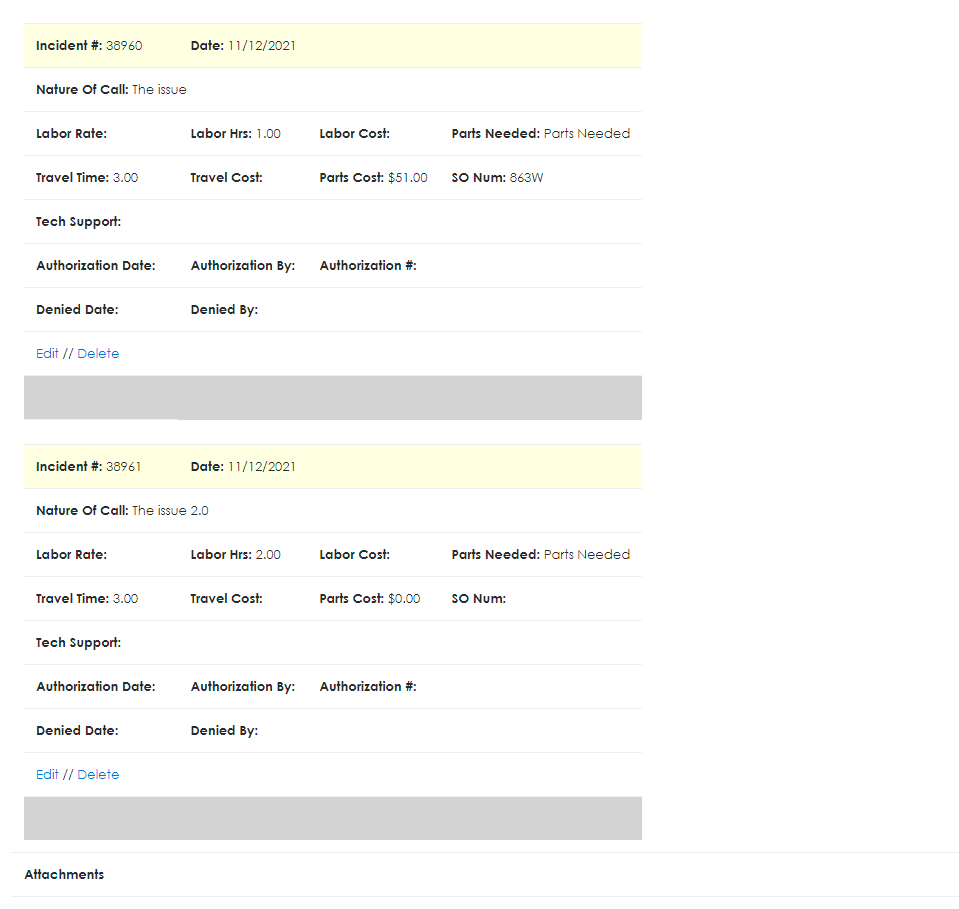 Incident #: 38960 Date: 11/12/2021
Nature Of Call: The issue
Labor Rate: Labor Hrs: 1.00 Labor Cost: Parts Needed: Parts Needed
Travel Time: 3.00 Travel Cost: Parts Cost: $51.00 SO Num: 863W
Tech Support:
Authorization Date: Authorization By: Authorization #:
Denied Date: Denied By:
Edit // Delete
Incident #: 38961 Date: 11/12/2021
Nature Of Call: The issue 2.0
Labor Rate: Labor Hrs: 2.00 Labor Cost: Parts Needed: Parts Needed
Travel Time: 3.00 Travel Cost: Parts Cost: $0.00 SO Num:
Tech Support:
Authorization Date: Authorization By: Authorization #:
Denied Date: Denied By:
Edit // Delete
Attachments